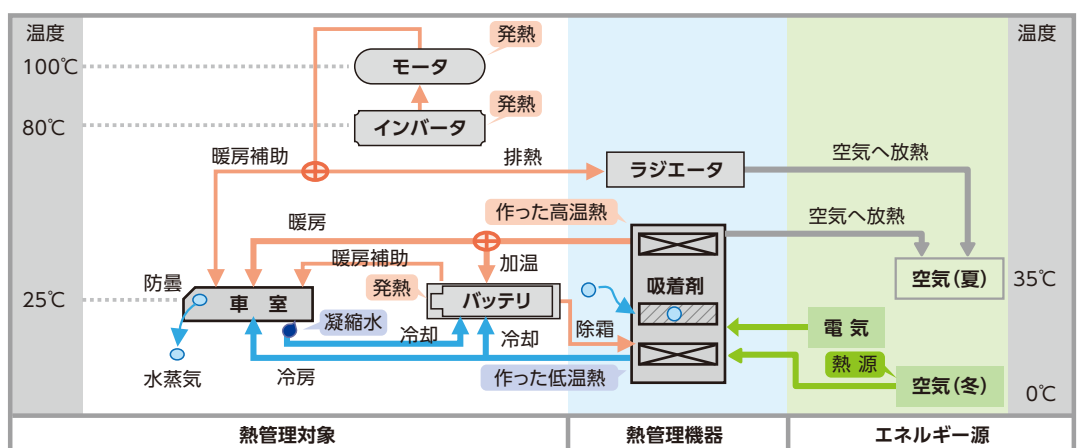 温度
温度
発熱
100℃
モータ
発熱
80℃
インバータ
暖房補助
排熱
ラジエータ
空気へ放熱
作った高温熱
空気へ放熱
暖房
暖房補助
加温
防曇
発熱
吸着剤
空気(夏)
35℃
25℃
車 室
バッテリ
凝縮水
冷却
冷却
除霜
電 気
水蒸気
冷房
作った低温熱
熱 源
空気(冬)
0℃
熱管理対象
熱管理機器
エネルギー源